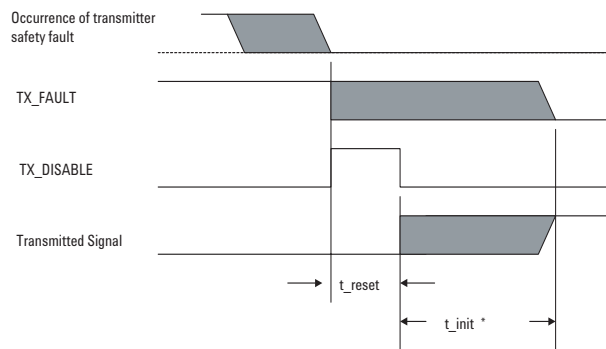 Occurrence of transmitter
safety fault
TX_FAULT
TX_DISABLE
Transmitted Signal
t_reset
t_init *